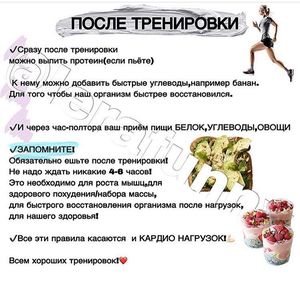 ПОСЛЕ ТРЕНИРОВКИ
✓Сразу после тренировки
можно выпить протеин(если пьёте)
К нему можно добавить быстрые углеводы,например банан.
Для того чтобы наш организм быстрее восстановился.
✓И через час-полтора ваш приём пищи БЕЛОК,УГЛЕВОДЫ,ОВОЩИ
✓ЗАПОМНИТЕ!
Обязательно ешьте после тренировки!
Не надо ждать никакие 4-6 часов!
Это необходимо для роста мышц,для
здорового похудения/набора массы,
для быстрого восстановления организма после нагрузок,
для нашего здоровья!
✓Все эти правила касаются и КАРДИО НАГРУЗОК!💪🏻
Всем хороших тренировок!❤️